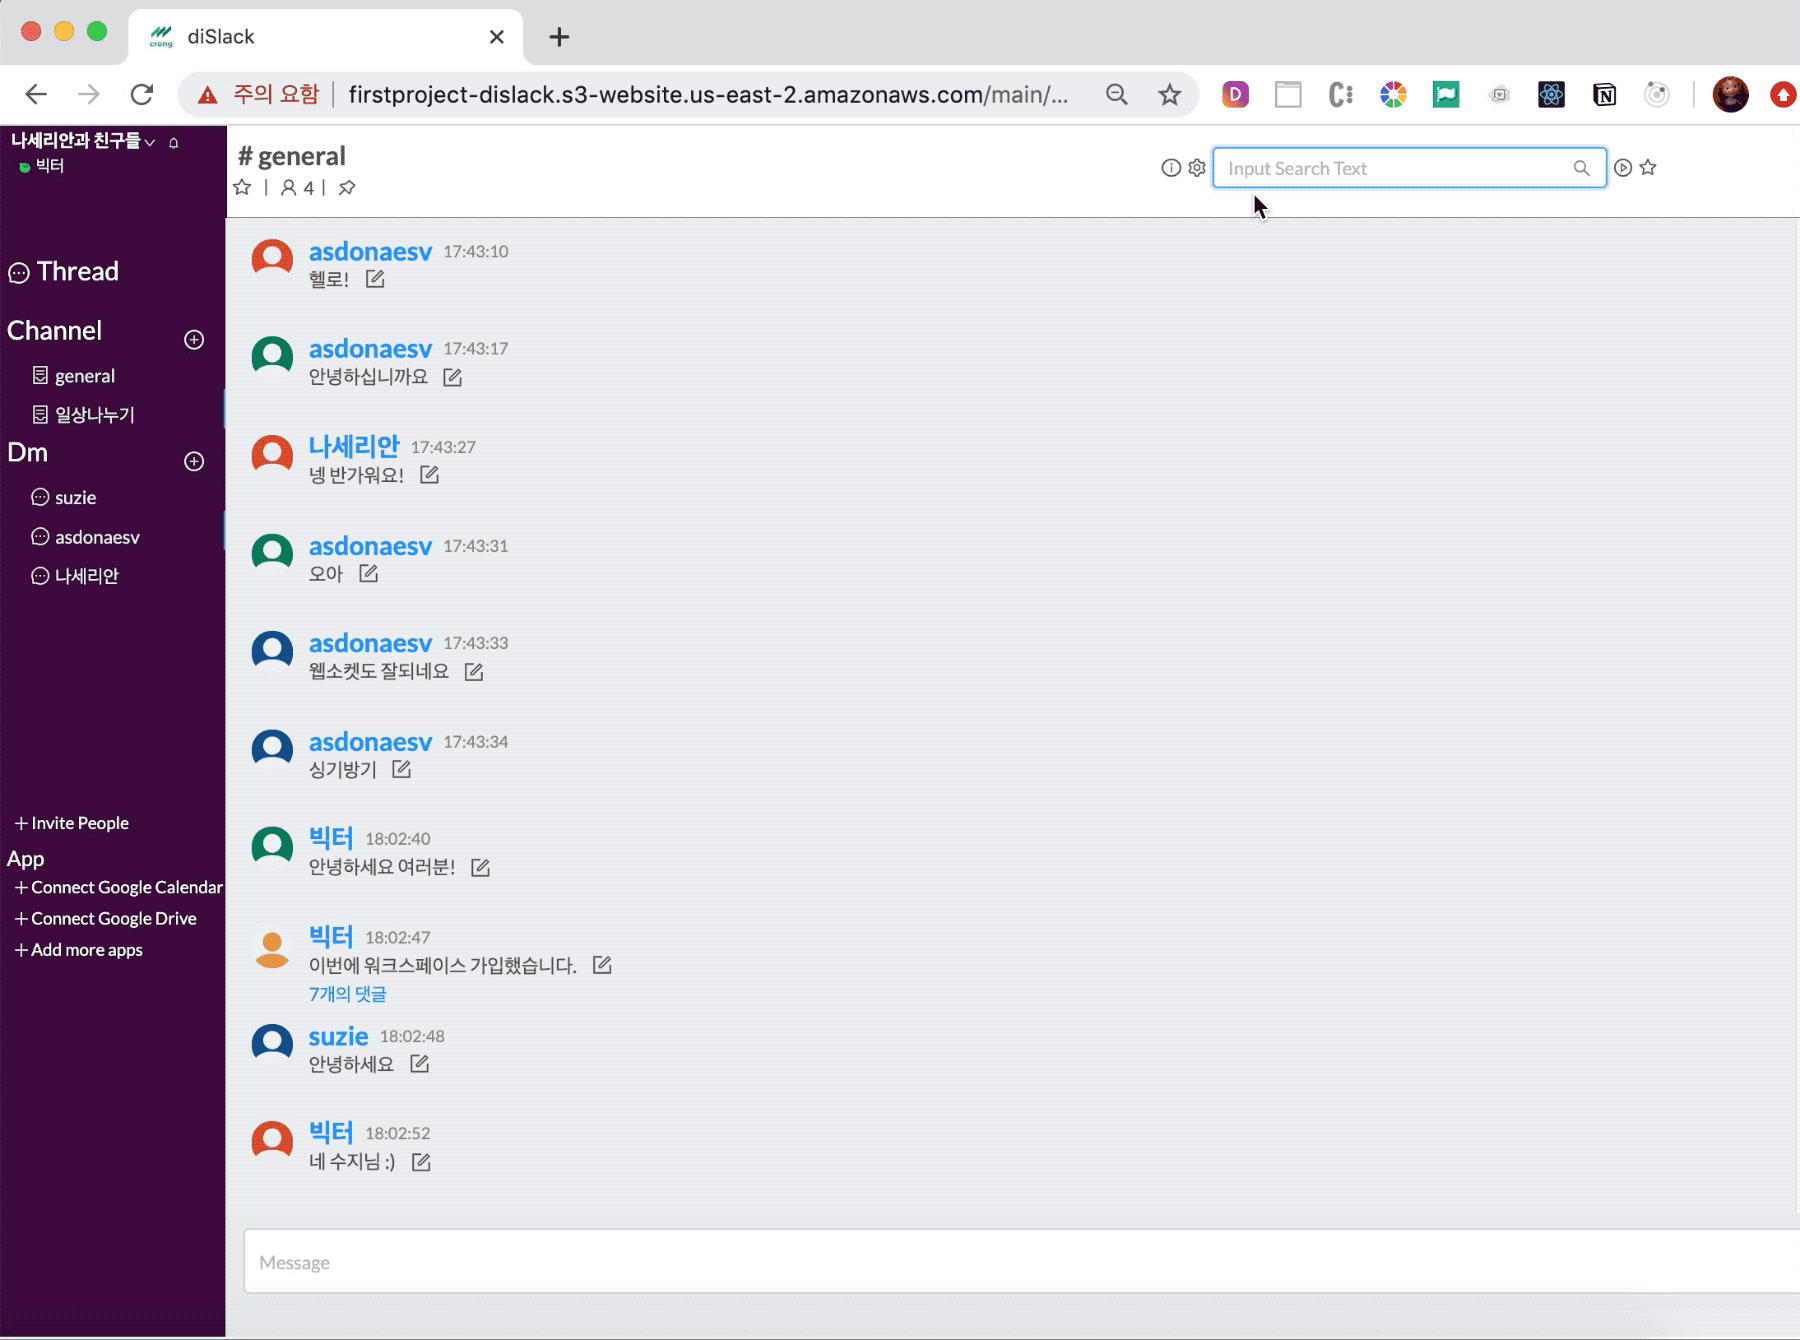 diSlack
주의 요함
firstproject-dislack.s3-website.us-east-2.amazonaws.com/main/...
나세리안과 친구들
빅터
Thread
Channel
general
일상나누기
Dm
suzie
asdonaesv
나세리안
+ Invite People
App
+ Connect Google Calendar
+ Connect Google Drive
+ Add more apps
# general
4
Input Search Text
asdonaesv 17:43:10
헬로!
asdonaesv 17:43:17
안녕하십니까요
나세리안 17:43:27
넹 반가워요!
asdonaesv 17:43:31
오아
asdonaesv 17:43:33
웹소켓도 잘되네요
asdonaesv 17:43:34
싱기방기
빅터 18:02:40
안녕하세요 여러분!
빅터 18:02:47
이번에 워크스페이스 가입했습니다.
7개의 댓글
suzie 18:02:48
안녕하세요
빅터 18:02:52
네 수지님 :)
Message